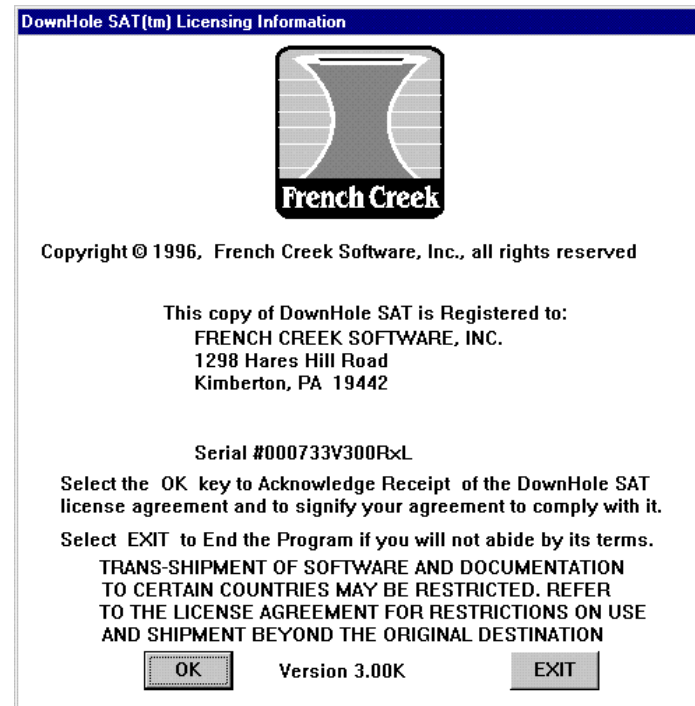 DownHole SAT(tm) Licensing Information
French Creek
Copyright © 1996, French Creek Software, Inc., all rights reserved
This copy of DownHole SAT is Registered to:
FRENCH CREEK SOFTWARE, INC.
1298 Hares Hill Road
Kimberton, PA 19442
Serial #000733V300RxL
Select the OK key to Acknowledge Receipt of the DownHole SAT
license agreement and to signify your agreement to comply with it.
Select EXIT to End the Program if you will not abide by its terms.
TRANS-SHIPMENT OF SOFTWARE AND DOCUMENTATION
TO CERTAIN COUNTRIES MAY BE RESTRICTED. REFER
TO THE LICENSE AGREEMENT FOR RESTRICTIONS ON USE
AND SHIPMENT BEYOND THE ORIGINAL DESTINATION
OK Version 3.00K EXIT